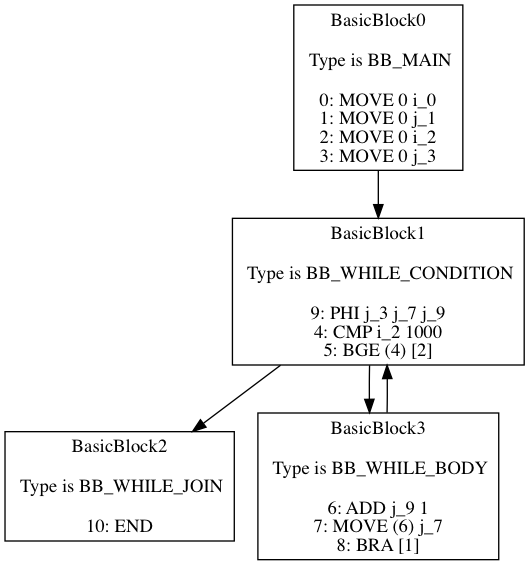 BasicBlock0
Type is BB_MAIN
0: MOVE 0 i_0
1: MOVE 0 j_1
2: MOVE 0 i_2
3: MOVE 0 j_3
BasicBlock1
Type is BB_WHILE_CONDITION
9: PHI j_3 j_7 j_9
4: CMP i_2 1000
5: BGE (4) [2]
BasicBlock2
Type is BB_WHILE_JOIN
10: END
BasicBlock3
Type is BB_WHILE_BODY
6: ADD j_9 1
7: MOVE (6) j_7
8: BRA [1]